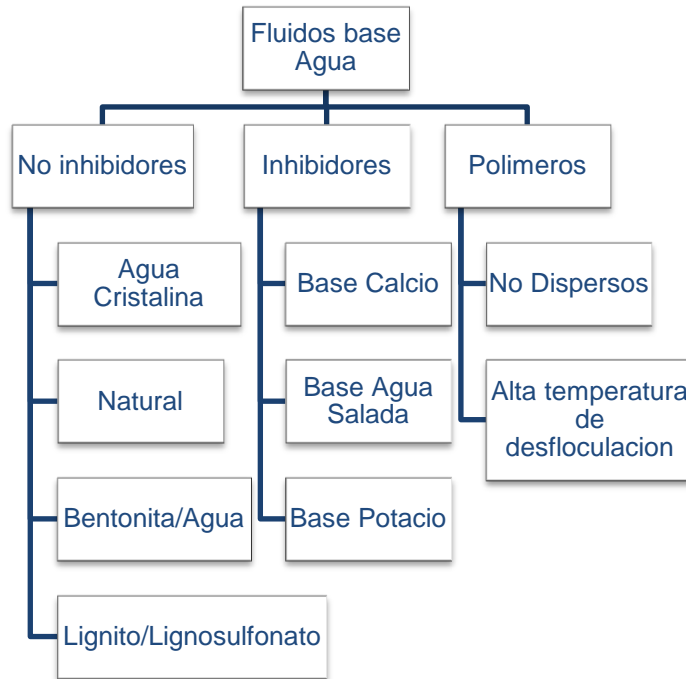 Fluidos base
Agua
No inhibidores
Inhibidores
Polimeros
Agua
Cristalina
Natural
Bentonita/Agua
Lignito/Lignosulfonato
Base Calcio
Base Agua
Salada
Base Potacio
No Dispersos
Alta temperatura
de
desfloculacion